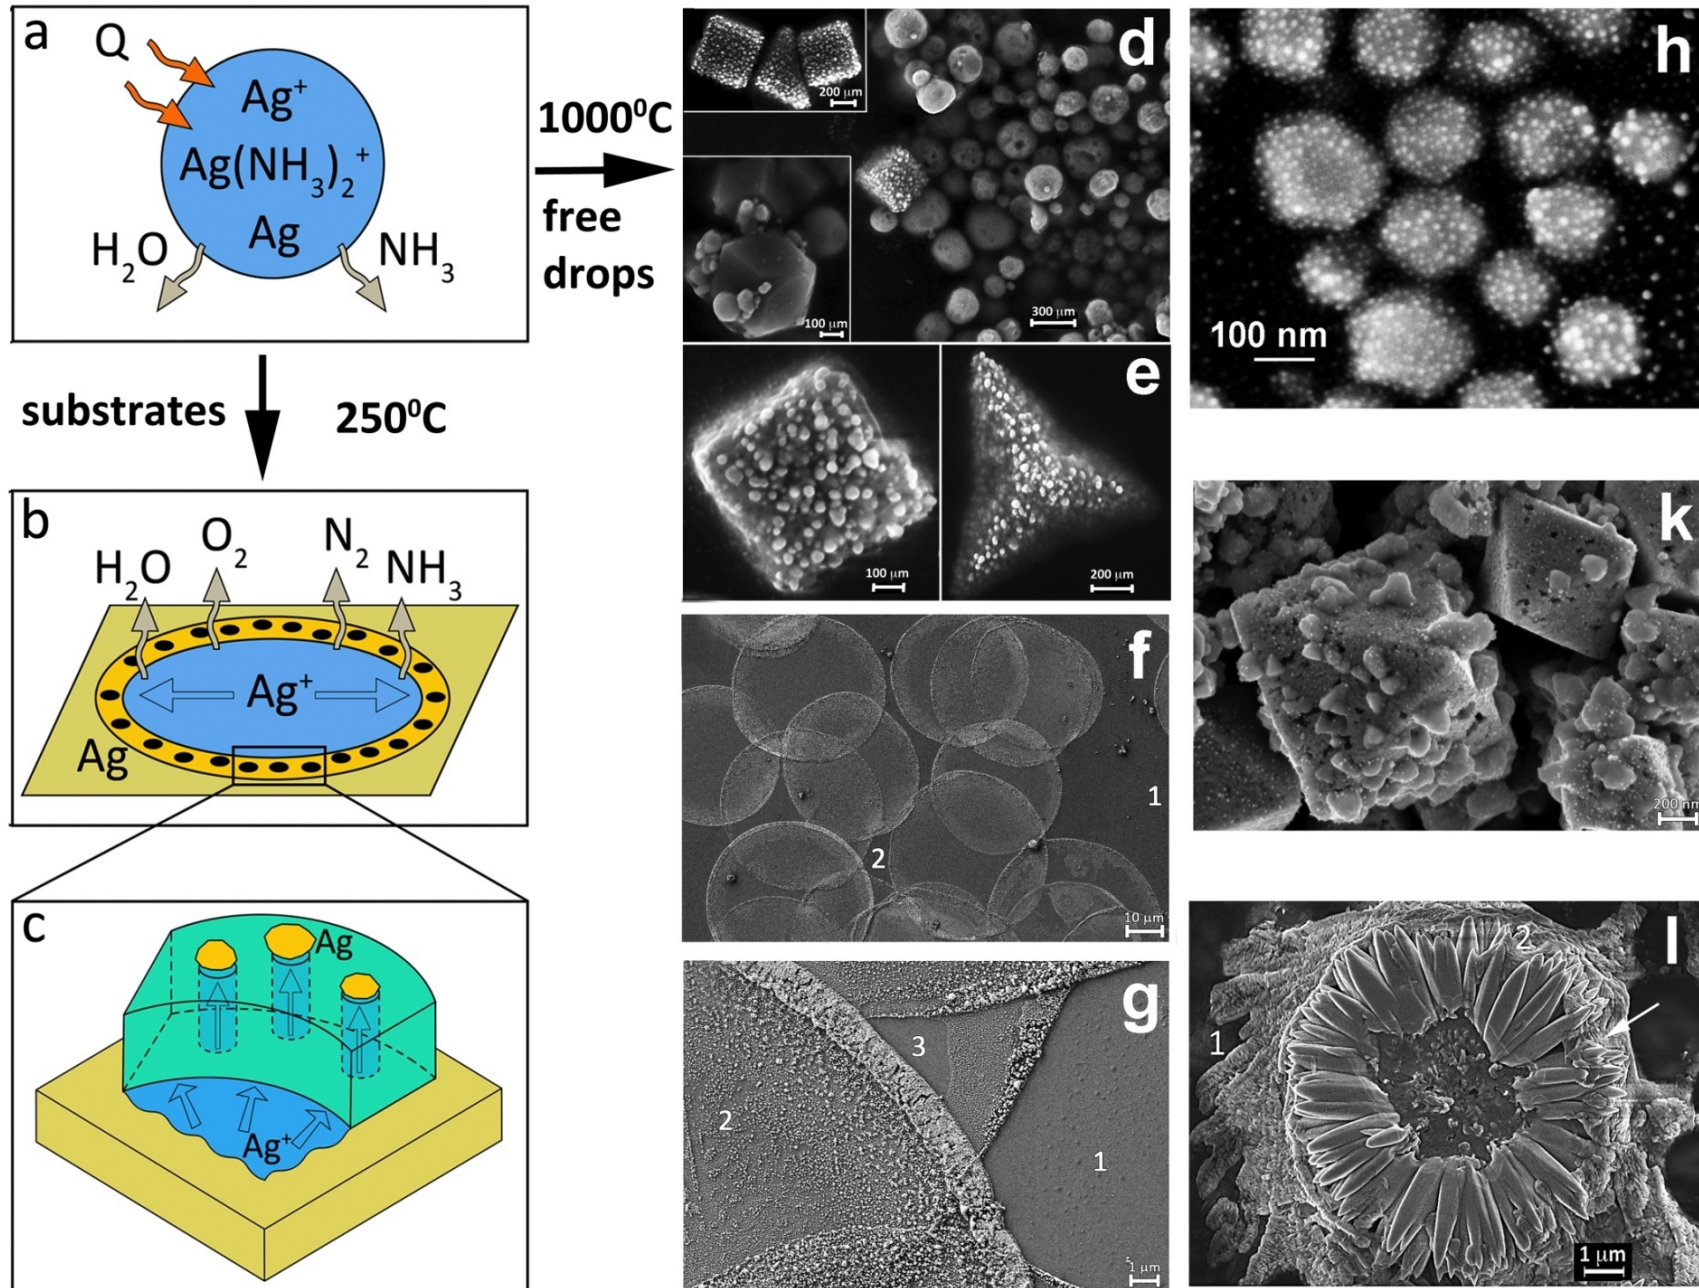 a
Q
Ag⁺
Ag(NH₃)₂⁺
Ag
H₂O
NH₃
1000⁰C
free
drops
substrates
250⁰C
b
H₂O
O₂
N₂
NH₃
Ag⁺
Ag
c
Ag
Ag⁺
d
200 µm
100 µm
300 µm
e
100 µm
200 µm
f
1
2
10 µm
g
3
2
1
1 µm
h
100 nm
k
200 nm
l
2
1
1 µm